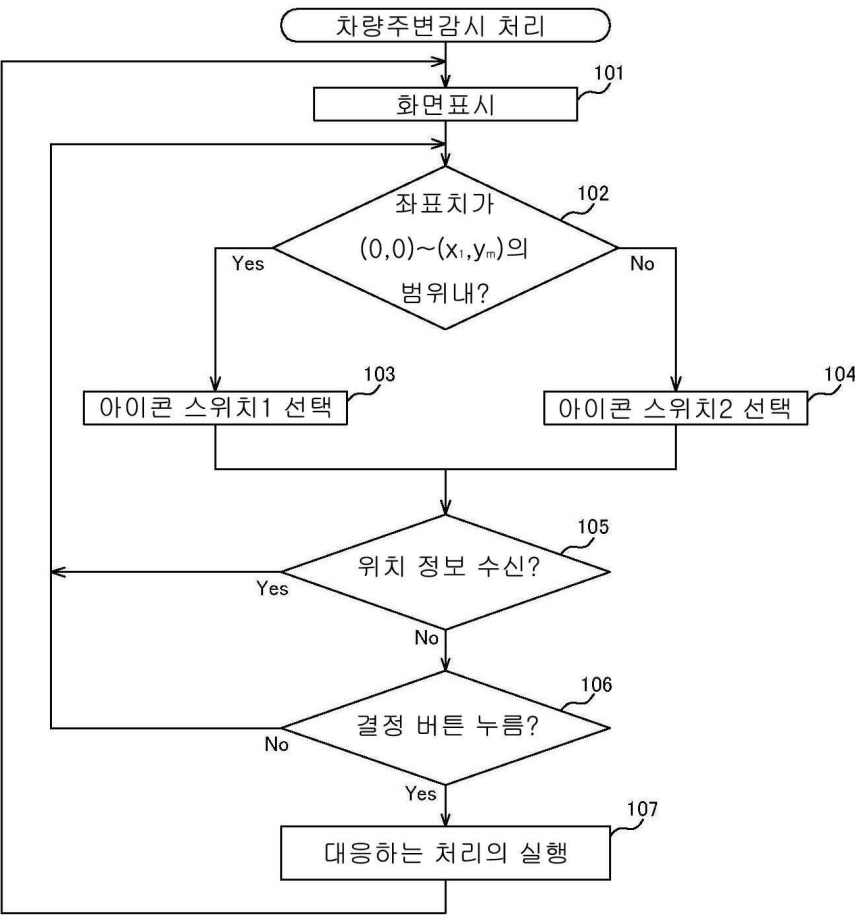 차량주변감시 처리
101
화면표시
102
좌표치가
(0,0)~(x₁,yₘ)의
범위내?
Yes
No
103
아이콘 스위치1 선택
104
아이콘 스위치2 선택
105
위치 정보 수신?
Yes
No
106
결정 버튼 누름?
No
Yes
107
대응하는 처리의 실행